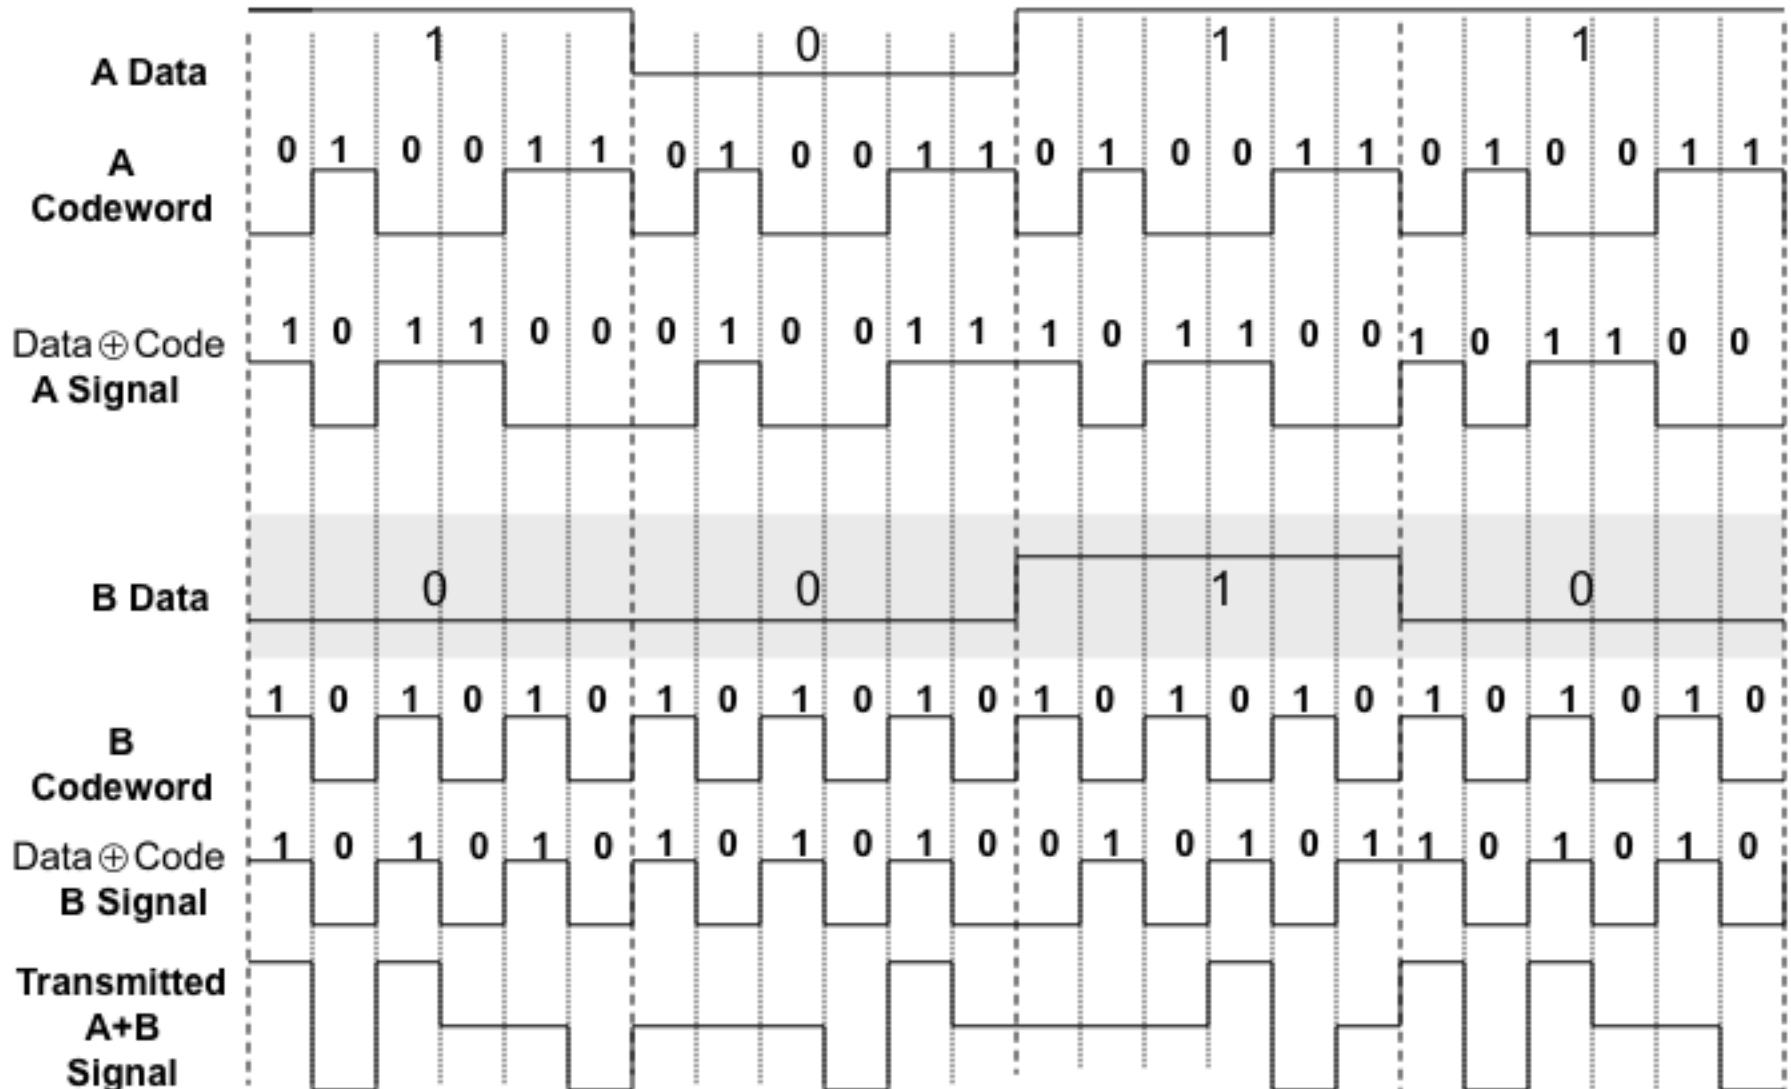 1 0 1 1
A Data
0 1 0 0 1 1 0 1 0 0 1 1 0 1 0 0 1 1 0 1 0 0 1 1
A
Codeword
1 0 1 1 0 0 0 1 0 0 1 1 1 0 1 1 0 0 1 0 1 1 0 0
Data⊕Code
A Signal
0 0 1 0
B Data
1 0 1 0 1 0 1 0 1 0 1 0 1 0 1 0 1 0 1 0 1 0 1 0
B
Codeword
1 0 1 0 1 0 1 0 1 0 1 0 0 1 0 1 0 1 1 0 1 0 1 0
Data⊕Code
B Signal
Transmitted
A+B
Signal